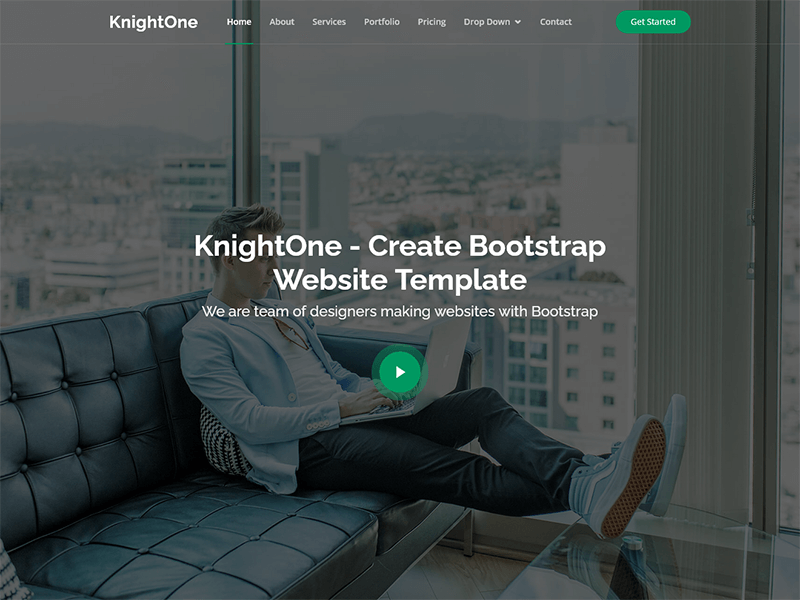 KnightOne
Home About Services Portfolio Pricing Drop Down Contact Get Started
KnightOne - Create Bootstrap
Website Template
We are team of designers making websites with Bootstrap